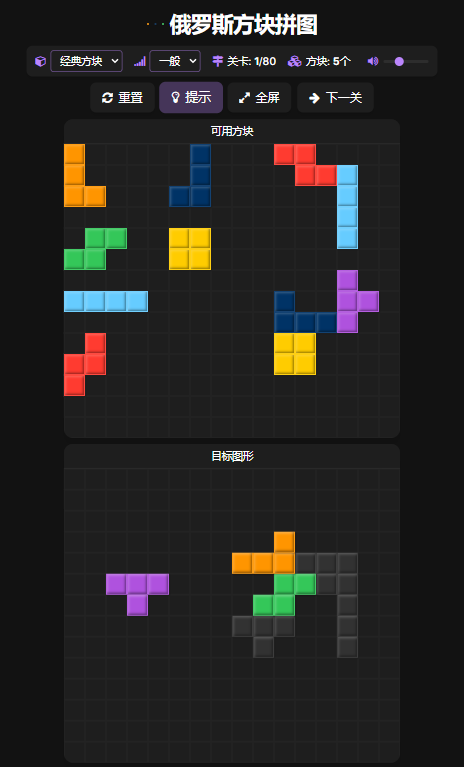 俄罗斯方块拼图
经典方块 一般 关卡: 1/80 方块: 5个
重置 提示 全屏 下一关
可用方块
目标图形